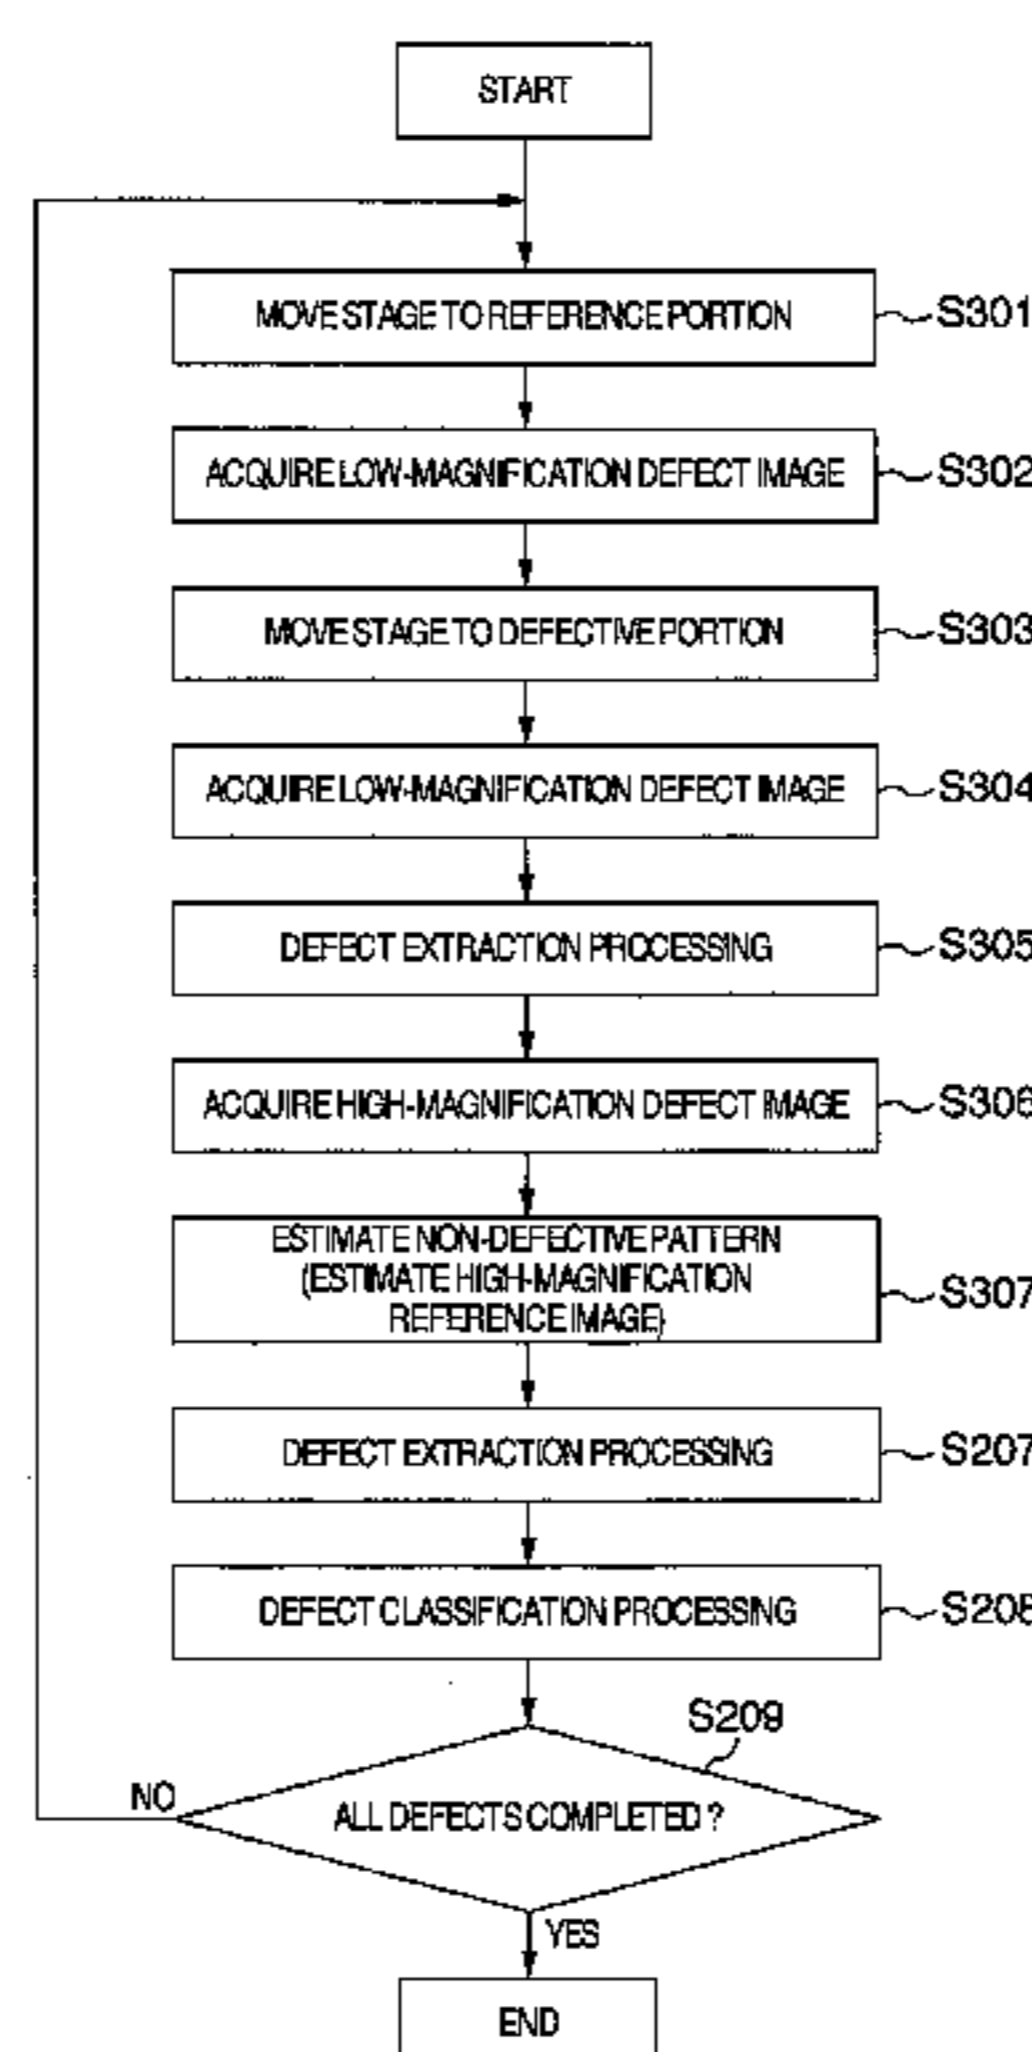 START
MOVE STAGE TO REFERENCE PORTION
S301
ACQUIRE LOW-MAGNIFICATION DEFECT IMAGE
S302
MOVE STAGE TO DEFECTIVE PORTION
S303
ACQUIRE LOW-MAGNIFICATION DEFECT IMAGE
S304
DEFECT EXTRACTION PROCESSING
S305
ACQUIRE HIGH-MAGNIFICATION DEFECT IMAGE
S306
ESTIMATE NON-DEFECTIVE PATTERN
(ESTIMATE HIGH-MAGNIFICATION
REFERENCE IMAGE)
S307
DEFECT EXTRACTION PROCESSING
S207
DEFECT CLASSIFICATION PROCESSING
S208
S209
NO
ALL DEFECTS COMPLETED ?
YES
END